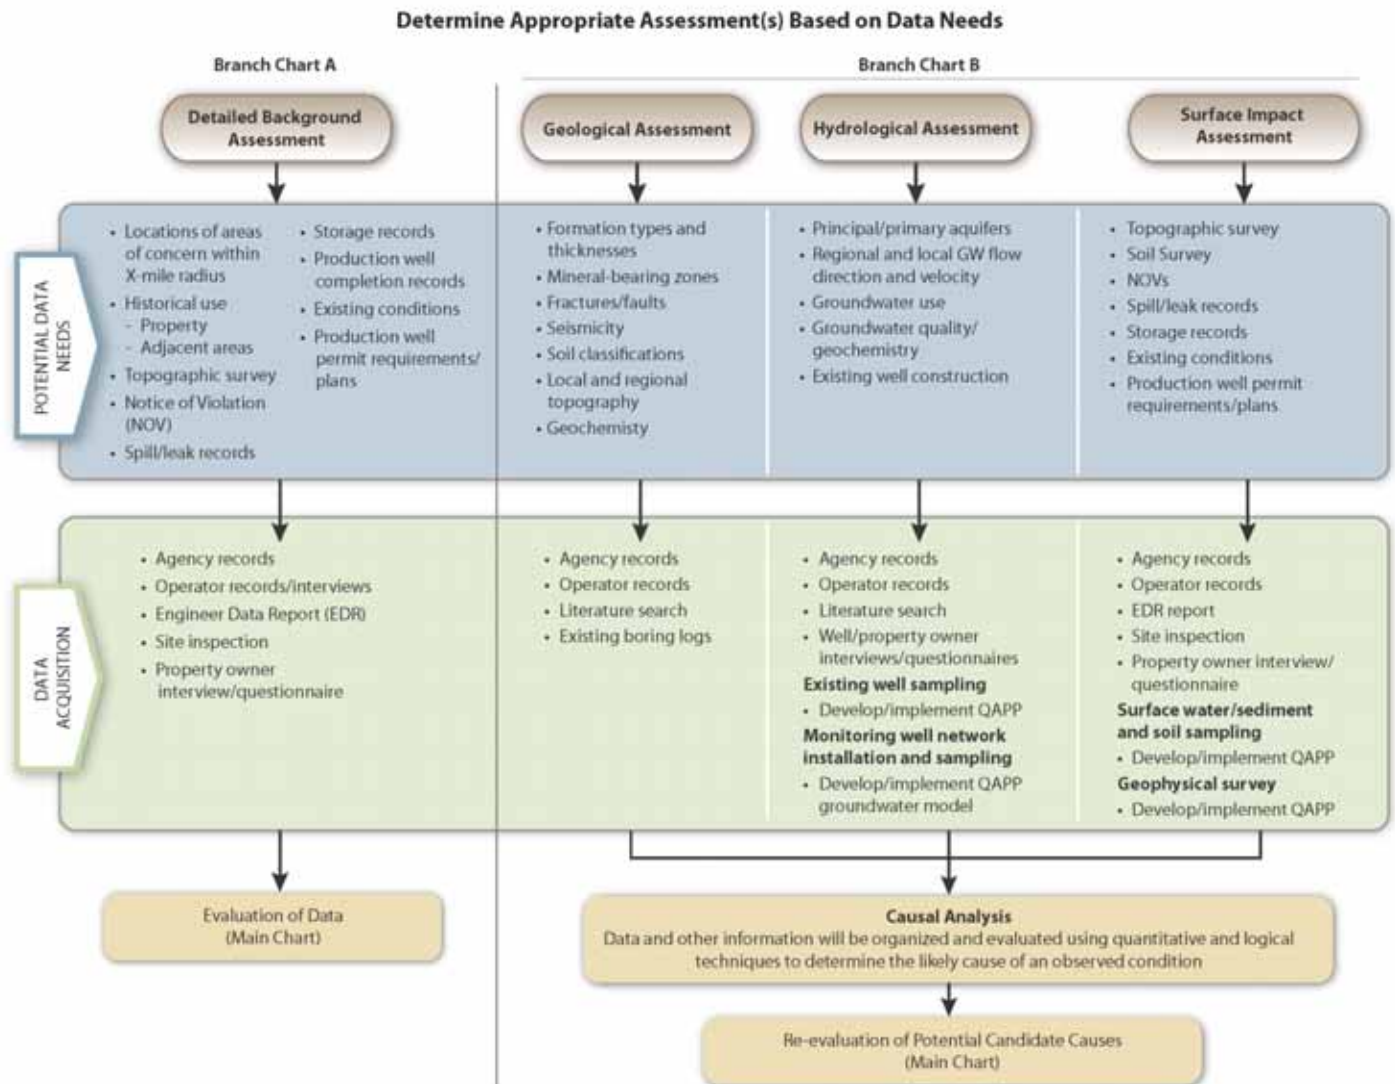 Determine Appropriate Assessment(s) Based on Data Needs
Branch Chart A
Branch Chart B
Detailed Background
Assessment
Geological Assessment
Hydrological Assessment
Surface Impact
Assessment
POTENTIAL DATA
NEEDS
• Locations of areas
of concern within
X-mile radius
• Historical use
- Property
- Adjacent areas
• Topographic survey
• Notice of Violation
(NOV)
• Spill/leak records
• Storage records
• Production well
completion records
• Existing conditions
• Production well
permit requirements/
plans
• Formation types and
thicknesses
• Mineral-bearing zones
• Fractures/faults
• Seismicity
• Soil classifications
• Local and regional
topography
• Geochemisty
• Principal/primary aquifers
• Regional and local GW flow
direction and velocity
• Groundwater use
• Groundwater quality/
geochemistry
• Existing well construction
• Topographic survey
• Soil Survey
• NOVs
• Spill/leak records
• Storage records
• Existing conditions
• Production well permit
requirements/plans
DATA
ACQUISITION
• Agency records
• Operator records/interviews
• Engineer Data Report (EDR)
• Site inspection
• Property owner
interview/questionnaire
• Agency records
• Operator records
• Literature search
• Existing boring logs
• Agency records
• Operator records
• Literature search
• Well/property owner
interviews/questionnaires
Existing well sampling
• Develop/implement QAPP
Monitoring well network
installation and sampling
• Develop/implement QAPP
groundwater model
• Agency records
• Operator records
• EDR report
• Site inspection
• Property owner interview/
questionnaire
Surface water/sediment
and soil sampling
• Develop/implement QAPP
Geophysical survey
• Develop/implement QAPP
Evaluation of Data
(Main Chart)
Causal Analysis
Data and other information will be organized and evaluated using quantitative and logical
techniques to determine the likely cause of an observed condition
Re-evaluation of Potential Candidate Causes
(Main Chart)